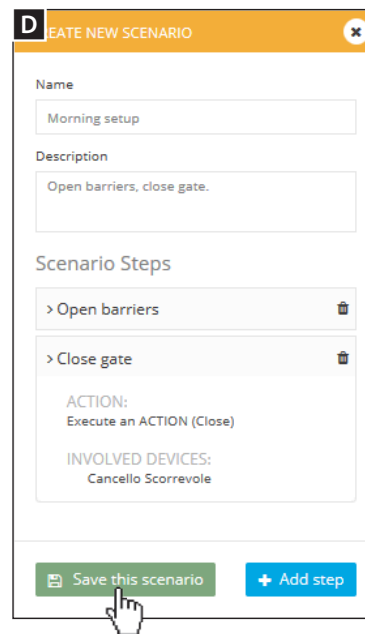 D
EATE NEW SCENARIO
Name
Morning setup
Description
Open barriers, close gate.
Scenario Steps
> Open barriers
> Close gate
ACTION:
Execute an ACTION (Close)
INVOLVED DEVICES:
Cancello Scorrevole
Save this scenario
+ Add step